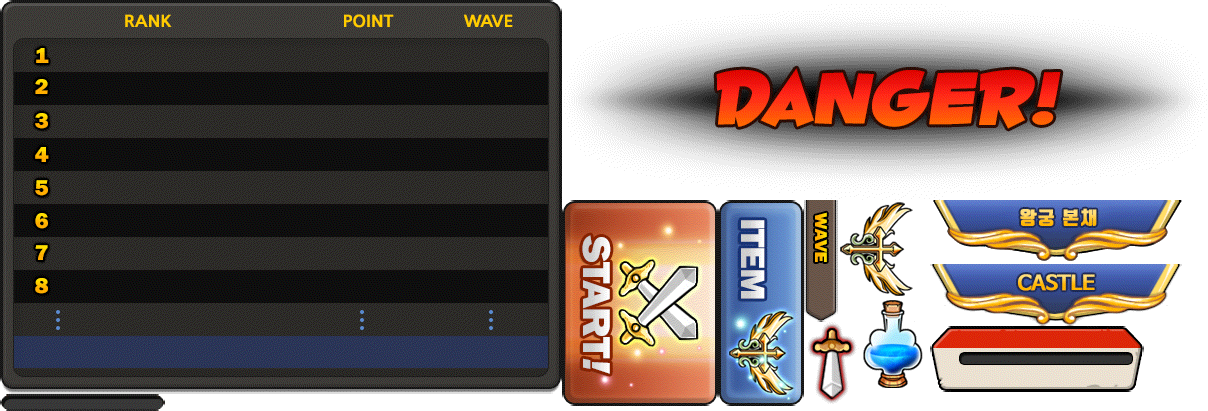 RANK POINT WAVE
1
2
3
4
5
6
7
8
DANGER!
START!
ITEM
WAVE
왕궁 본채
CASTLE